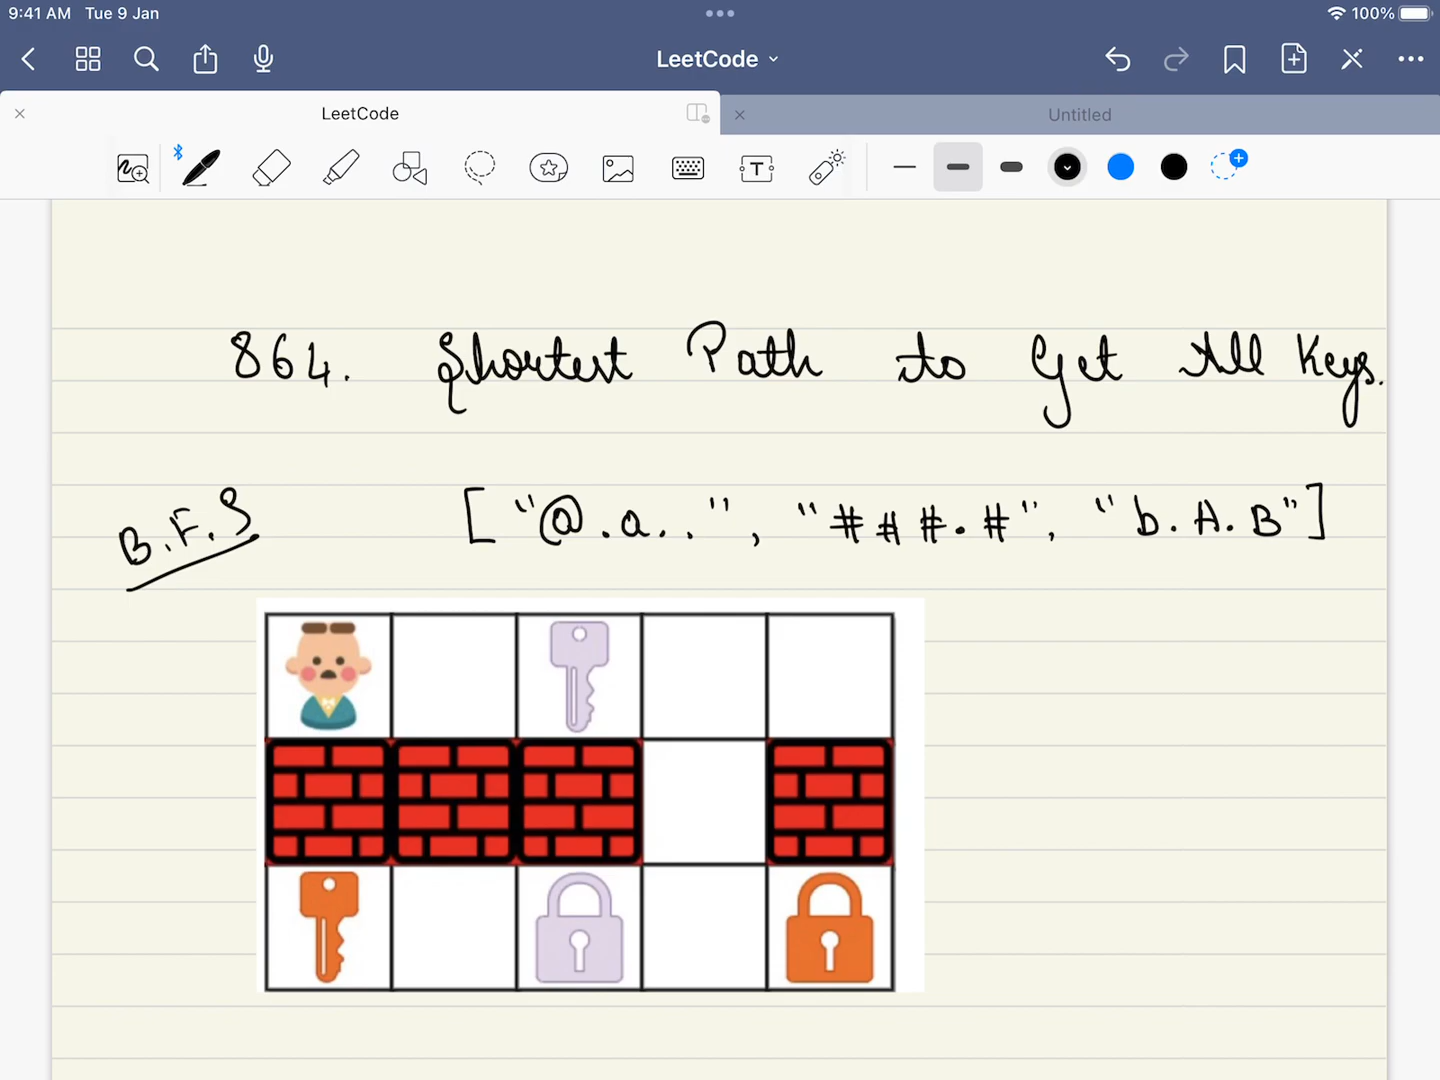 9:41 AM Tue 9 Jan
100%
LeetCode
LeetCode
Untitled
T
864. Shortest Path to Get All Keys.
B.F.S
["@.a..", "###.#", "b.A.B"]